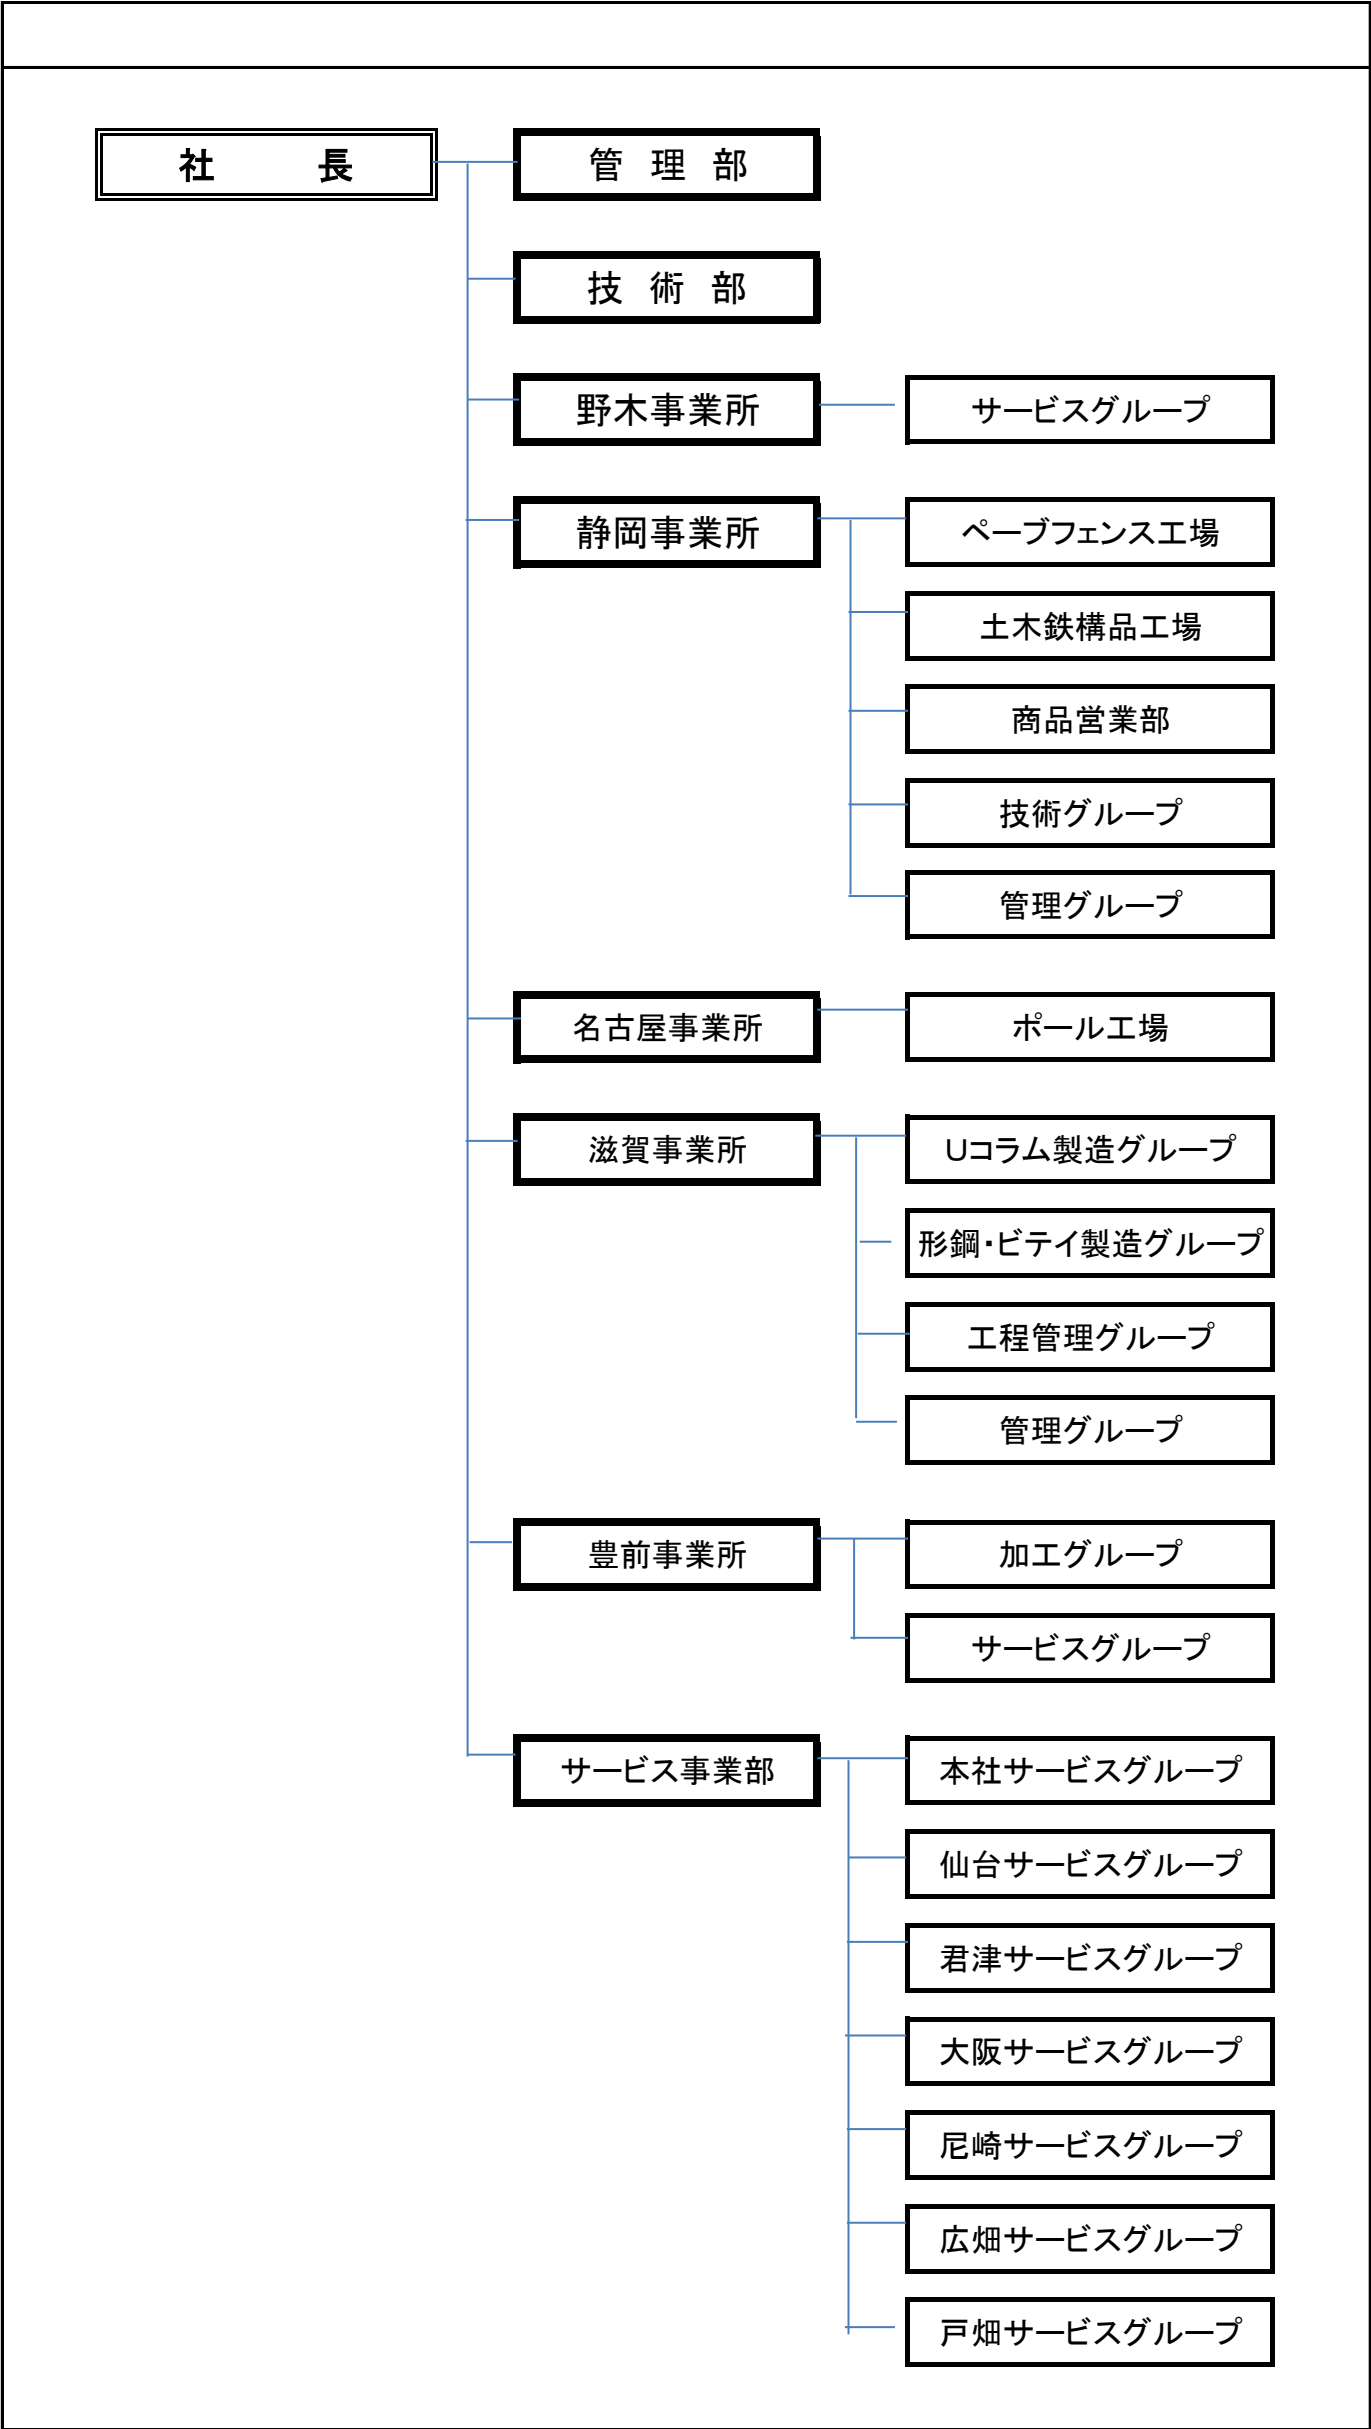 社　　　長
管　理　部
技　術　部
野木事業所
サービスグループ
静岡事業所
ペーブフェンス工場
土木鉄構品工場
商品営業部
技術グループ
管理グループ
名古屋事業所
ポール工場
滋賀事業所
Uコラム製造グループ
形鋼・ビテイ製造グループ
工程管理グループ
管理グループ
豊前事業所
加工グループ
サービスグループ
サービス事業部
本社サービスグループ
仙台サービスグループ
君津サービスグループ
大阪サービスグループ
尼崎サービスグループ
広畑サービスグループ
戸畑サービスグループ